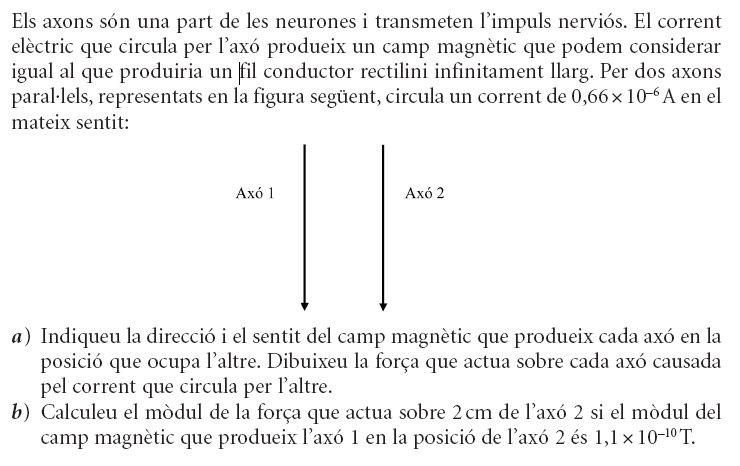 Els axons són una part de les neurones i transmeten l’impuls nerviós. El corrent
elèctric que circula per l’axó produeix un camp magnètic que podem considerar
igual al que produiria un fil conductor rectilini infinitament llarg. Per dos axons
paral·lels, representats en la figura següent, circula un corrent de 0,66 × 10⁻⁶ A en el
mateix sentit:
Axó 1
Axó 2
a) Indiqueu la direcció i el sentit del camp magnètic que produeix cada axó en la
posició que ocupa l’altre. Dibuixeu la força que actua sobre cada axó causada
pel corrent que circula per l’altre.
b) Calculeu el mòdul de la força que actua sobre 2 cm de l’axó 2 si el mòdul del
camp magnètic que produeix l’axó 1 en la posició de l’axó 2 és 1,1 × 10⁻¹⁰ T.